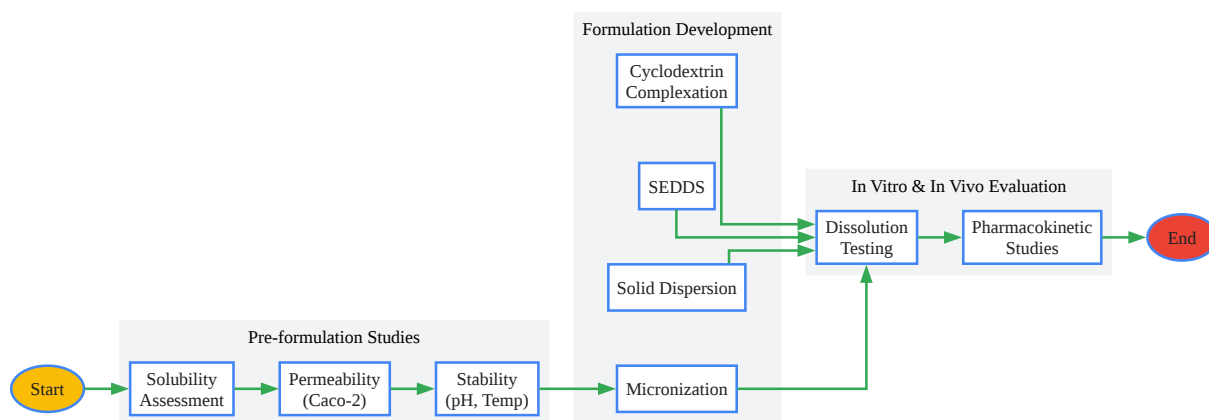 Formulation Development
Cyclodextrin
Complexation
SEDDS
In Vitro & In Vivo Evaluation
Dissolution
Testing
Pharmacokinetic
Studies
End
Solid Dispersion
Pre-formulation Studies
Start
Solubility
Assessment
Permeability
(Caco-2)
Stability
(pH, Temp)
Micronization